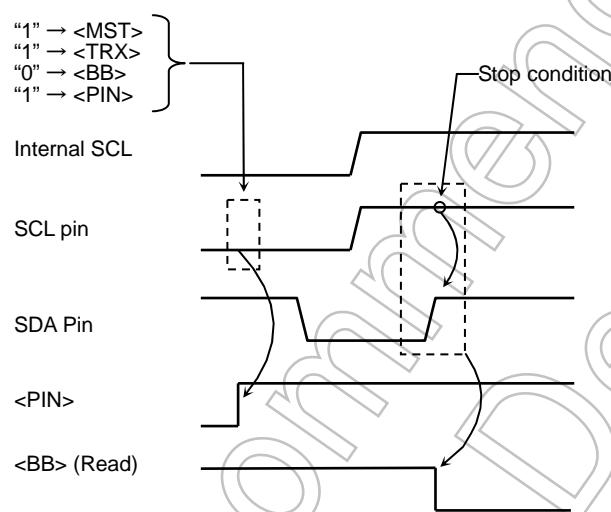 “1” → <MST>
“1” → <TRX>
“0” → <BB>
“1” → <PIN>
Stop condition
Internal SCL
SCL pin
SDA Pin
<PIN>
<BB> (Read)